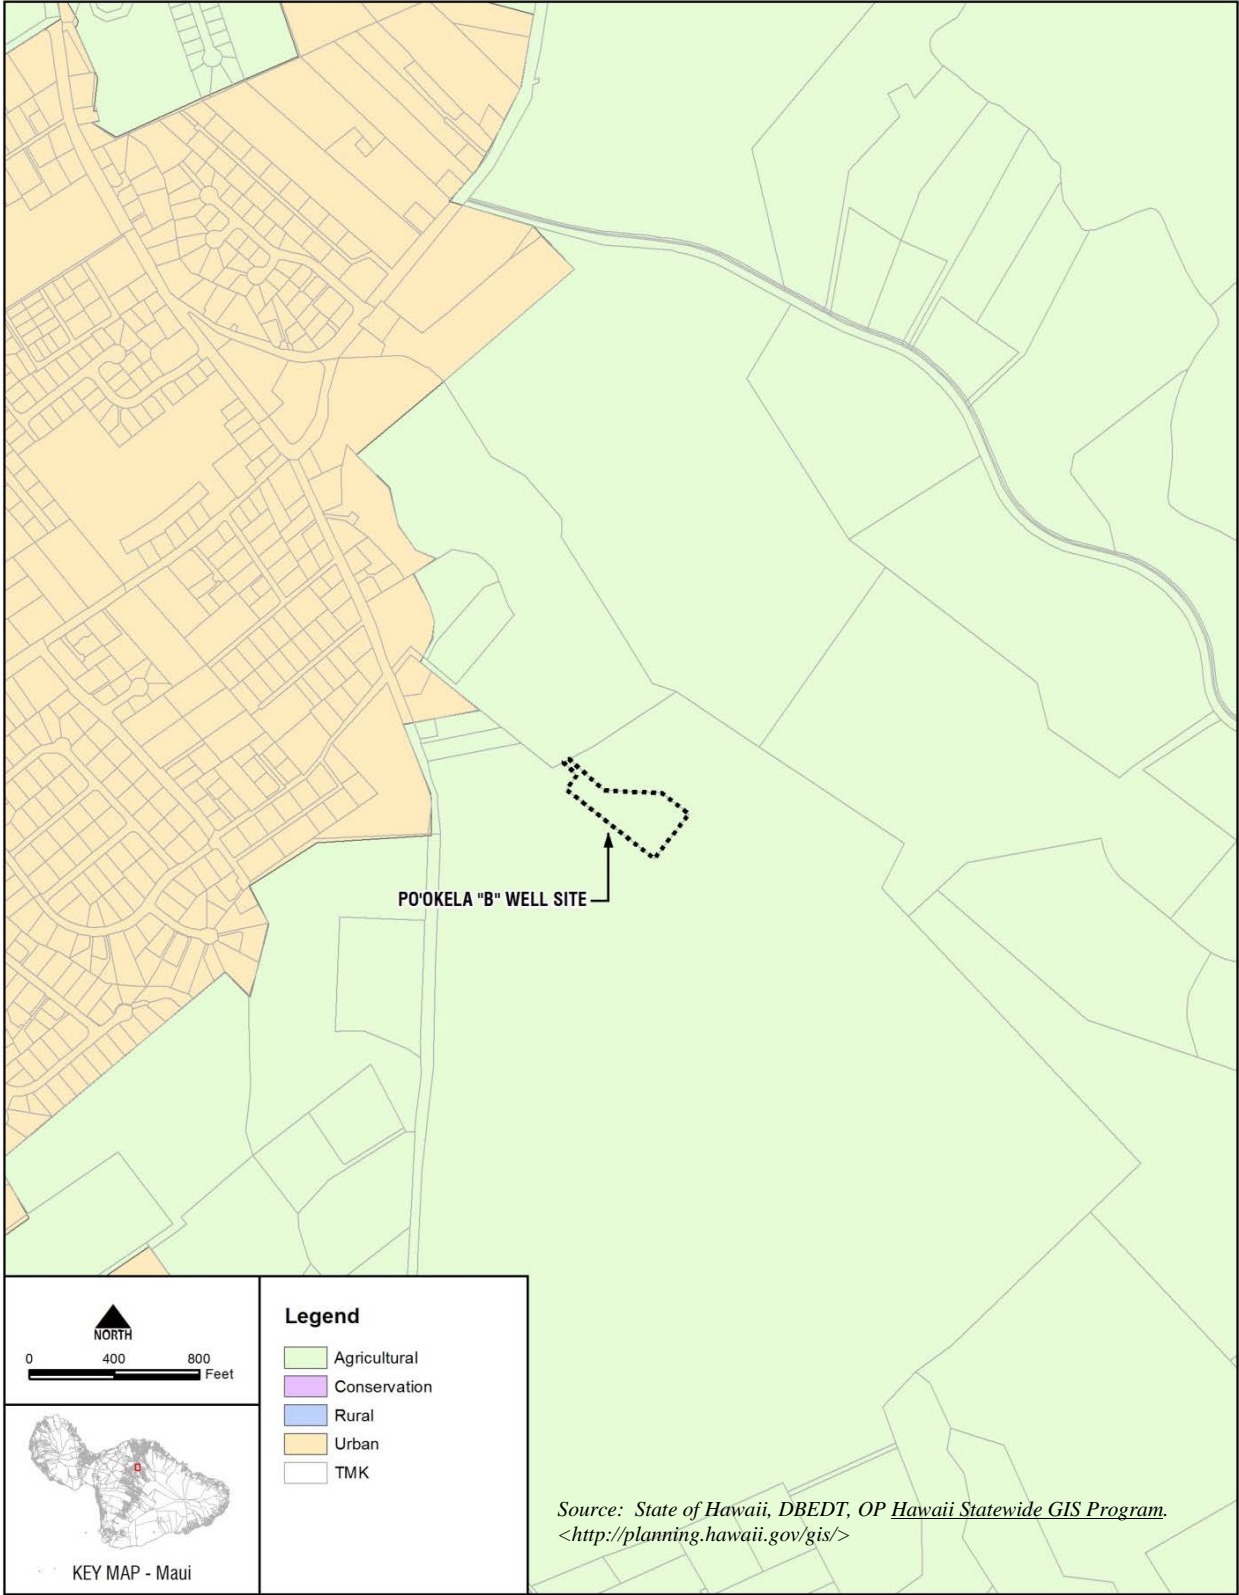 PO'OKELA "B" WELL SITE
NORTH
0 400 800
Feet
KEY MAP - Maui
Legend
Agricultural
Conservation
Rural
Urban
TMK
Source: State of Hawaii, DBEDT, OP Hawaii Statewide GIS Program.
<http://planning.hawaii.gov/gis/>